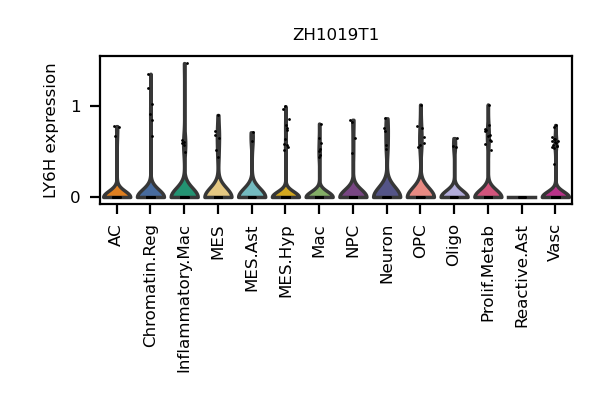 ZH1019T1
LY6H expression
1
0
AC
Chromatin.Reg
Inflammatory.Mac
MES
MES.Ast
MES.Hyp
Mac
NPC
Neuron
OPC
Oligo
Prolif.Metab
Reactive.Ast
Vasc